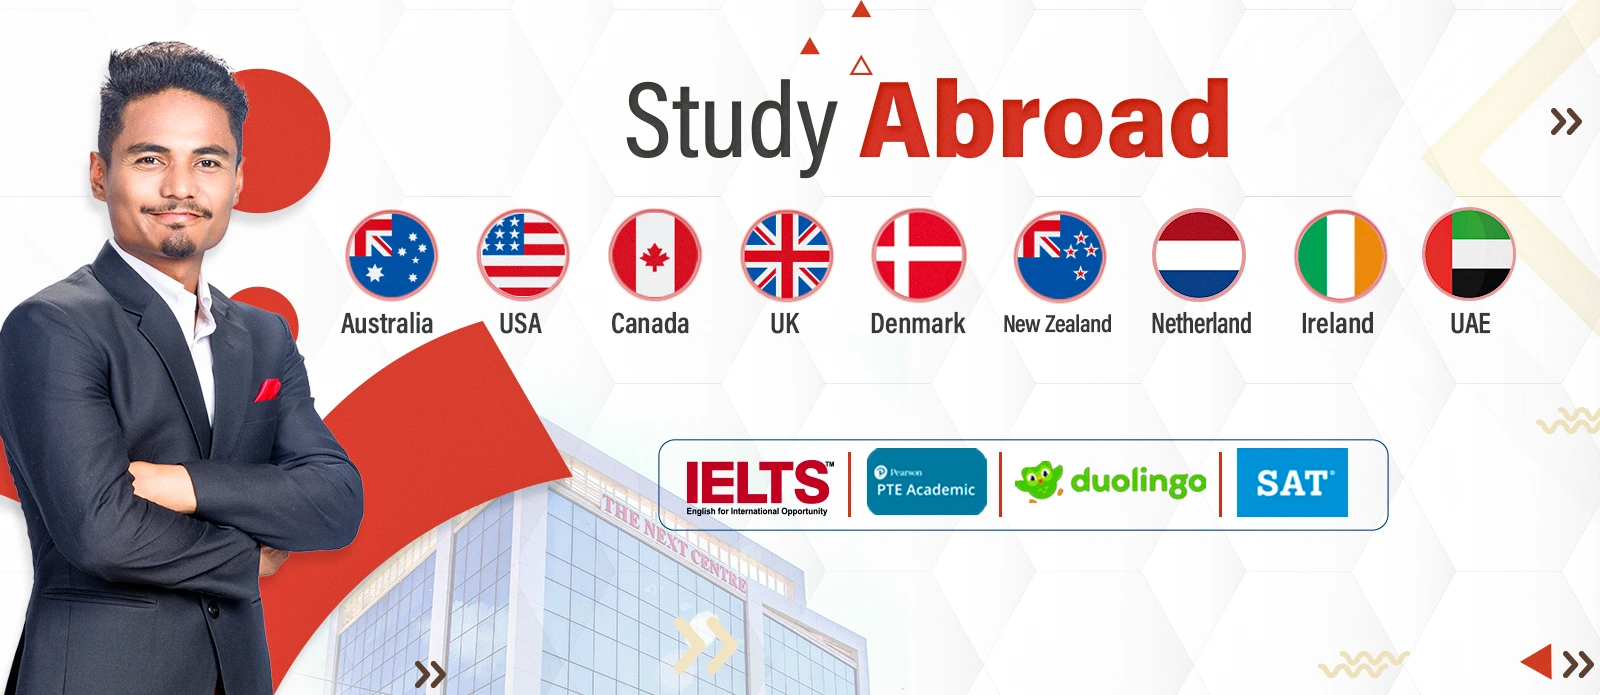 Study Abroad
Australia
USA
Canada
UK
Denmark
New Zealand
Netherland
Ireland
UAE
IELTS™
English for International Opportunity
Pearson
PTE Academic
duolingo
SAT®
THE NEXT CENTRE